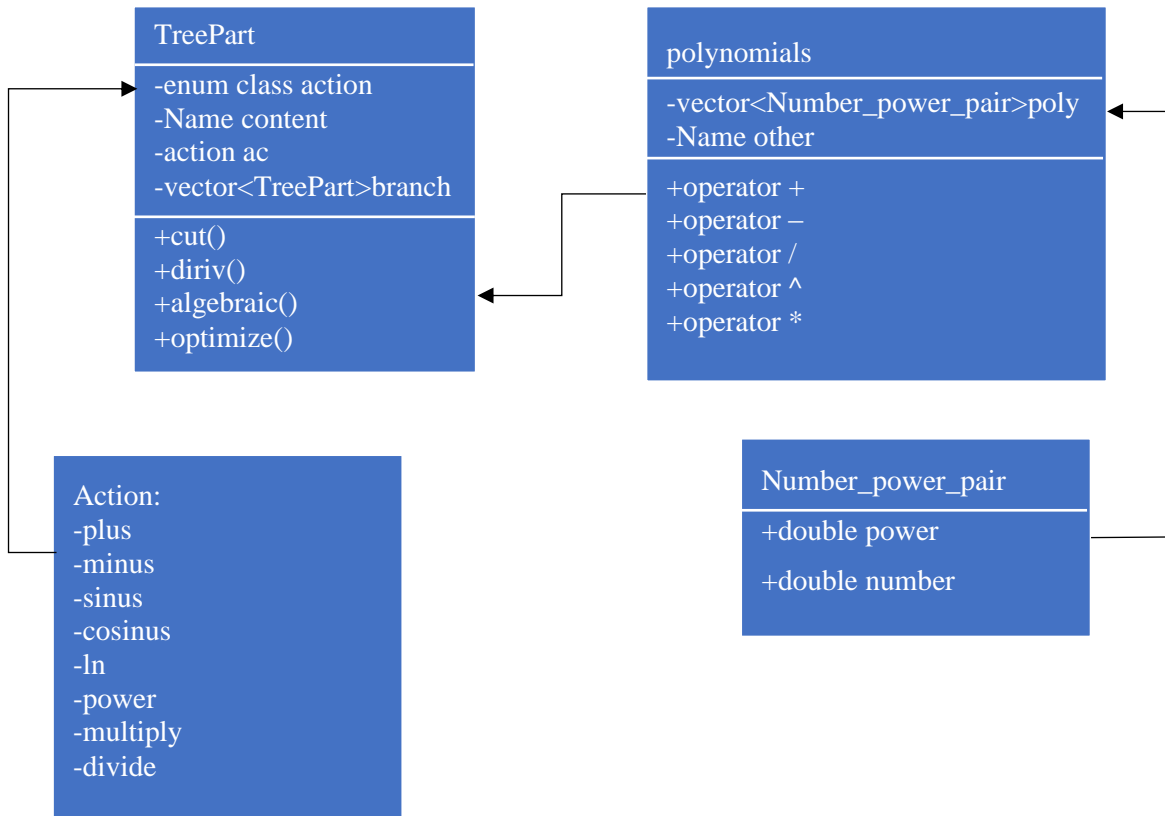 TreePart
-enum class action
-Name content
-action ac
-vector<TreePart>branch
+cut()
+diriv()
+algebraic()
+optimize()
polynomials
-vector<Number_power_pair>poly
-Name other
+operator +
+operator –
+operator /
+operator ^
+operator *
Action:
-plus
-minus
-sinus
-cosinus
-ln
-power
-multiply
-divide
Number_power_pair
+double power
+double number